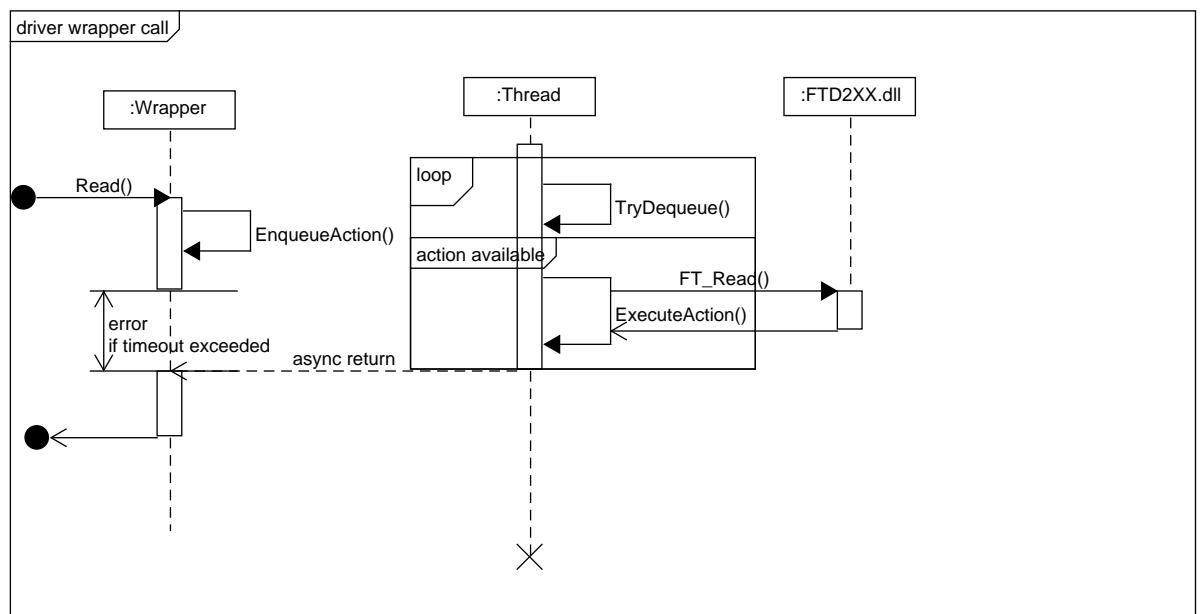 driver wrapper call
:Wrapper
:Thread
:FTD2XX.dll
Read()
EnqueueAction()
loop
TryDequeue()
action available
FT_Read()
ExecuteAction()
error
if timeout exceeded
async return